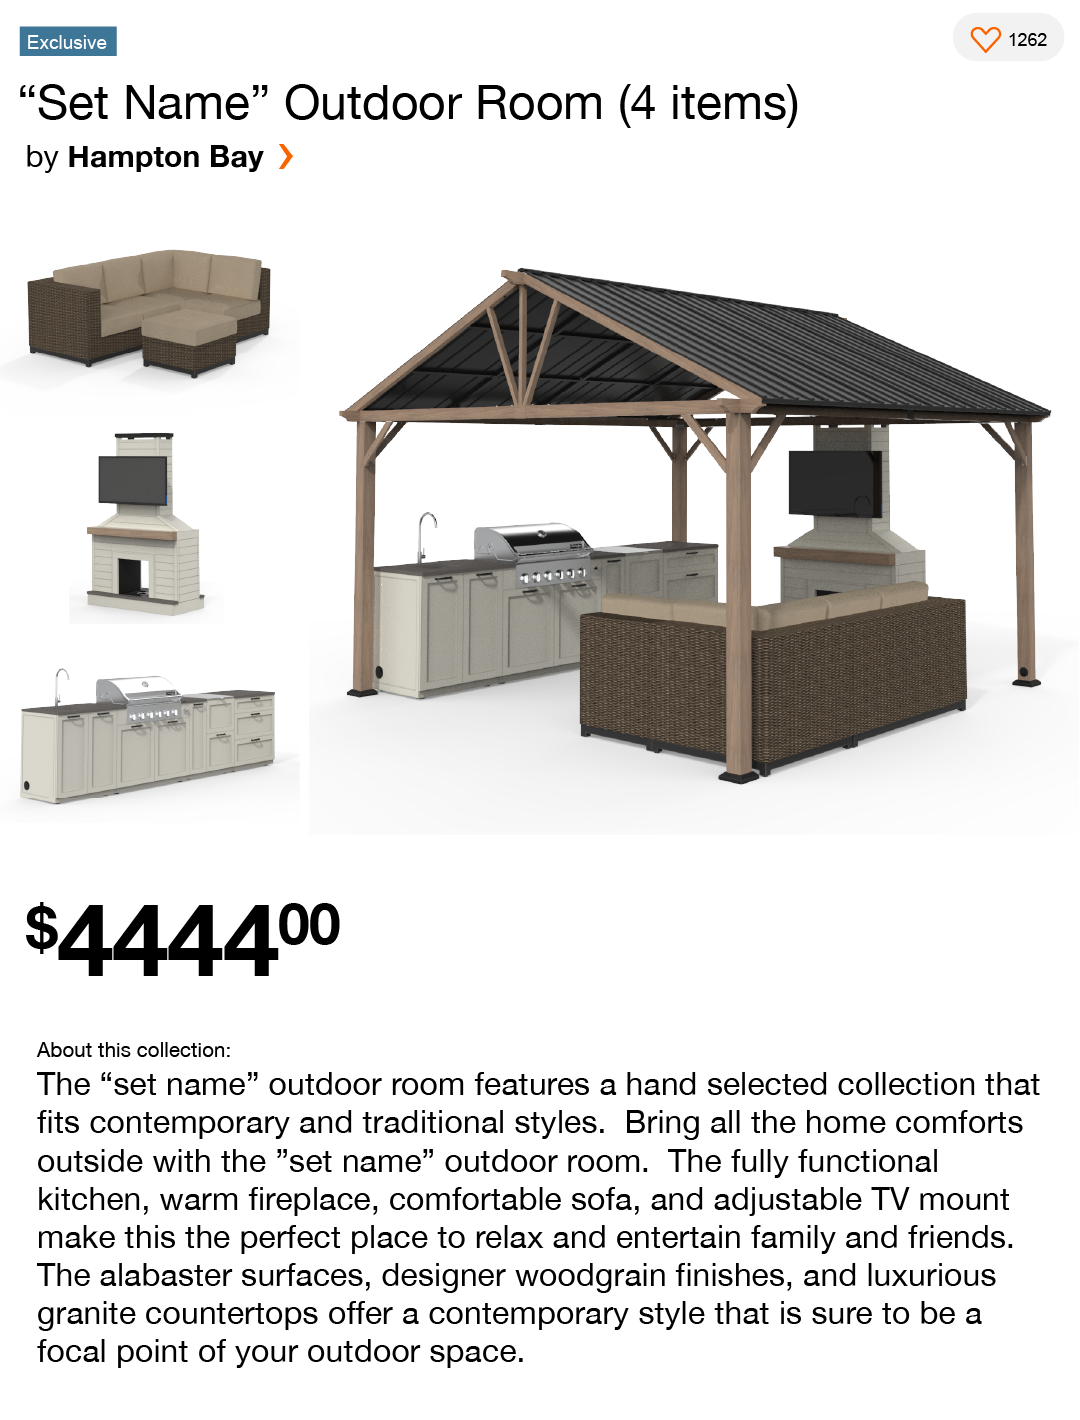 Exclusive
1262
“Set Name” Outdoor Room (4 items)
by Hampton Bay ❯
$444400
About this collection:
The “set name” outdoor room features a hand selected collection that
fits contemporary and traditional styles.  Bring all the home comforts
outside with the ”set name” outdoor room.  The fully functional
kitchen, warm fireplace, comfortable sofa, and adjustable TV mount
make this the perfect place to relax and entertain family and friends.
The alabaster surfaces, designer woodgrain finishes, and luxurious
granite countertops offer a contemporary style that is sure to be a
focal point of your outdoor space.